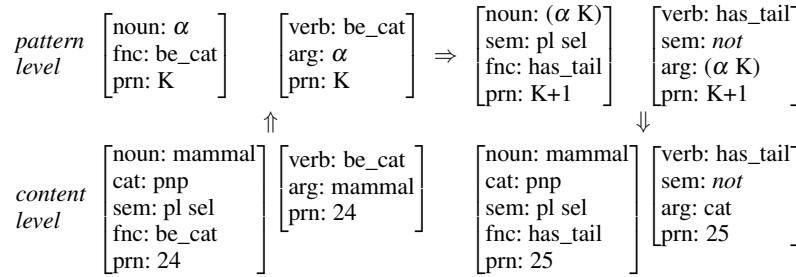 pattern level
[noun: α
fnc: be_cat
prn: K]
[verb: be_cat
arg: α
prn: K]
⇒
[noun: (α K)
sem: pl sel
fnc: has_tail
prn: K+1]
[verb: has_tail
sem: not
arg: (α K)
prn: K+1]
⇑ ⇓
content level
[noun: mammal
cat: pnp
sem: pl sel
fnc: be_cat
prn: 24]
[verb: be_cat
arg: mammal
prn: 24]
[noun: mammal
cat: pnp
sem: pl sel
fnc: has_tail
prn: 25]
[verb: has_tail
sem: not
arg: cat
prn: 25]